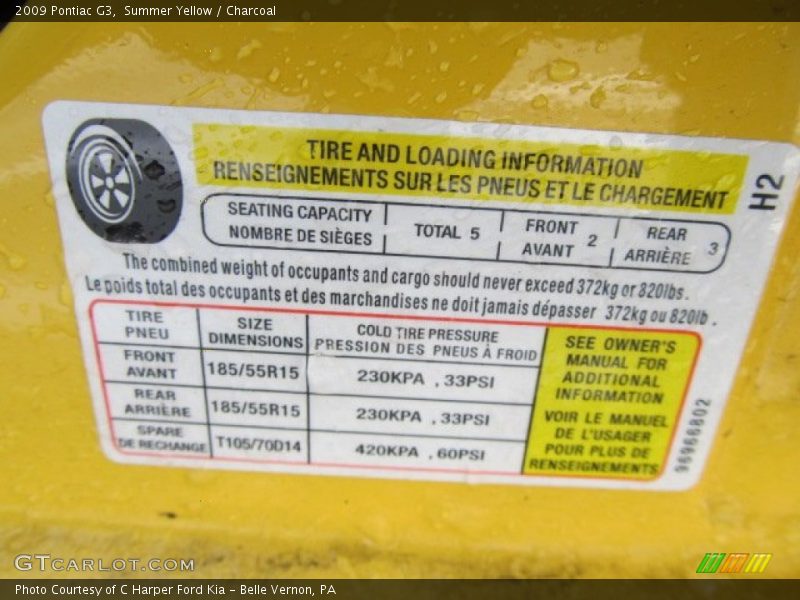 2009 Pontiac G3, Summer Yellow / Charcoal
TIRE AND LOADING INFORMATION
RENSEIGNEMENTS SUR LES PNEUS ET LE CHARGEMENT
H2
SEATING CAPACITY
NOMBRE DE SIÈGES
TOTAL 5
FRONT
AVANT 2
REAR
ARRIÈRE 3
The combined weight of occupants and cargo should never exceed 372kg or 820lbs.
Le poids total des occupants et des marchandises ne doit jamais dépasser 372kg ou 820lb.
TIRE
PNEU
SIZE
DIMENSIONS
COLD TIRE PRESSURE
PRESSION DES PNEUS À FROID
FRONT
AVANT
185/55R15
230KPA , 33PSI
REAR
ARRIÈRE
185/55R15
230KPA , 33PSI
SPARE
DE RECHANGE
T105/70D14
420KPA , 60PSI
SEE OWNER'S
MANUAL FOR
ADDITIONAL
INFORMATION
VOIR LE MANUEL
DE L'USAGER
POUR PLUS DE
RENSEIGNEMENTS
96966802
GTCARLOT.COM
Photo Courtesy of C Harper Ford Kia – Belle Vernon, PA